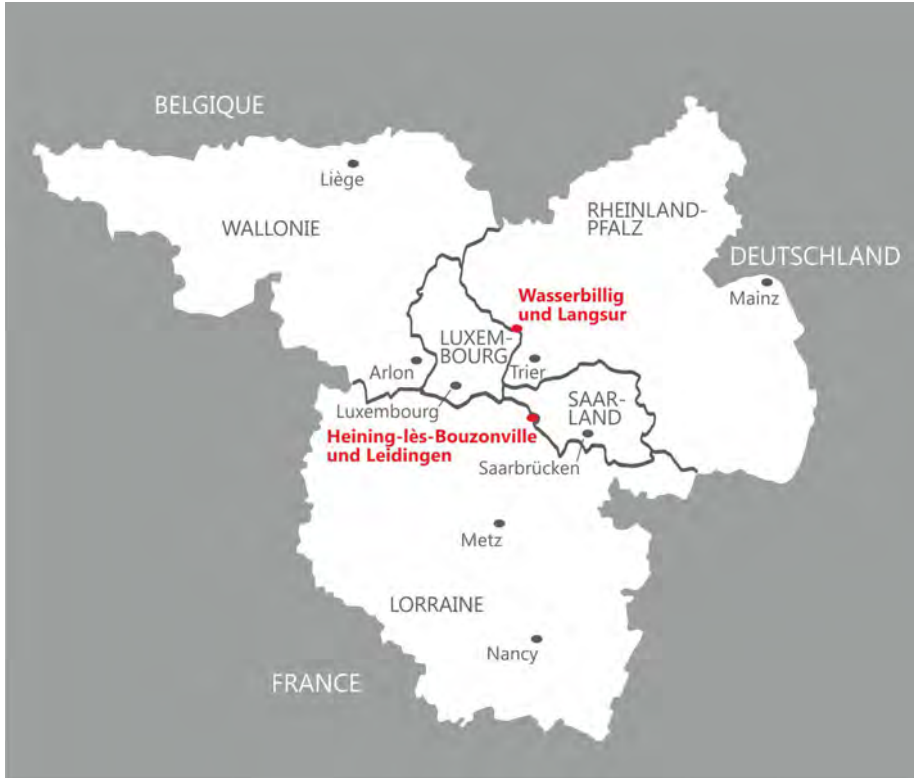 BELGIQUE
Liège
WALLONIE
RHEINLAND-
PFALZ
DEUTSCHLAND
Mainz
Wasserbillig
und Langsur
LUXEM-
BOURG
Arlon
Trier
Luxembourg
SAAR-
LAND
Heining-lès-Bouzonville
und Leidingen
Saarbrücken
Metz
LORRAINE
Nancy
FRANCE